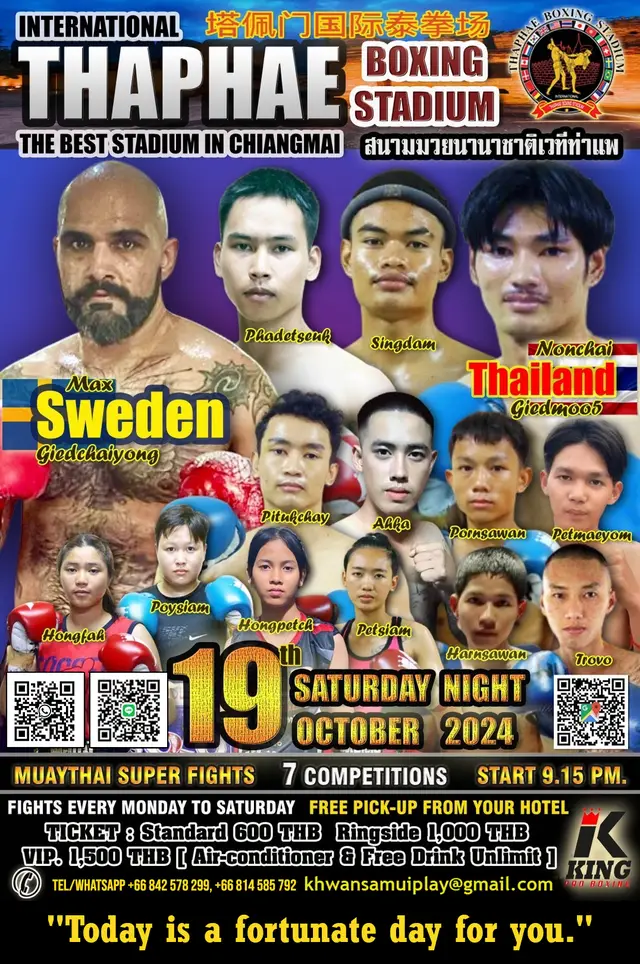 INTERNATIONAL
塔佩门国际泰拳场
THAPHAE
BOXING
STADIUM
THAPHAE BOXING STADIUM
THE BEST STADIUM IN CHIANGMAI
สนามมวยนานาชาติเวทีท่าแพ
Phadetseuk
Singdam
Nonchai
Thailand
Giedmoo5
Max
Sweden
Giedchaiyong
Pitukchay
Ahka
Pornsawan
Petmaeyom
Hongfah
Poysiam
Hongpetch
Petsiam
Harnsawan
Trovo
19th
SATURDAY NIGHT
OCTOBER 2024
MUAYTHAI SUPER FIGHTS 7 COMPETITIONS START 9.15 PM.
FIGHTS EVERY MONDAY TO SATURDAY FREE PICK-UP FROM YOUR HOTEL
TICKET : Standard 600 THB Ringside 1,000 THB
VIP. 1,500 THB [ Air-conditioner & Free Drink Unlimit ]
K
KING
PRO BOXING
TEL/WHATSAPP +66 842 578 299, +66 814 585 792 khwansamuiplay@gmail.com
"Today is a fortunate day for you."